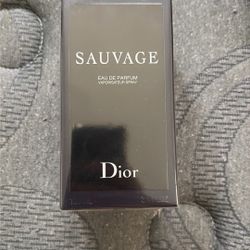 SAUVAGE
EAU DE PARFUM
VAPORISATEUR SPRAY
Dior